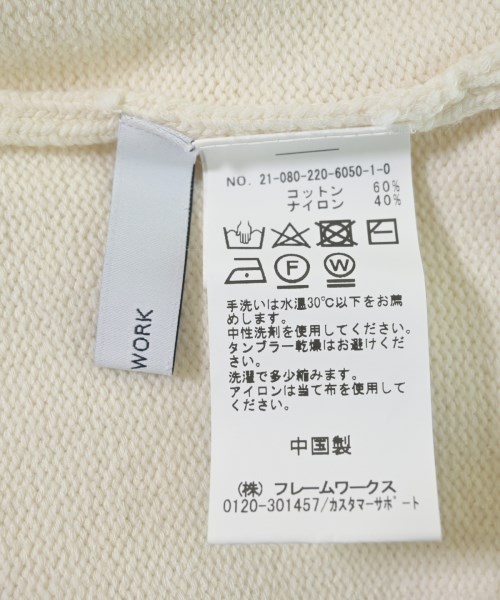 WORK
NO. 21-080-220-6050-1-0
コットン 60%
ナイロン 40%
F W
手洗いは水温30℃以下をお薦
めします。
中性洗剤を使用してください。
タンブラー乾燥はお避けくだ
さい。
洗濯で多少縮みます。
アイロンは当て布を使用して
ください。
中国製
(株) フレームワークス
0120-301457/カスタマーサポート